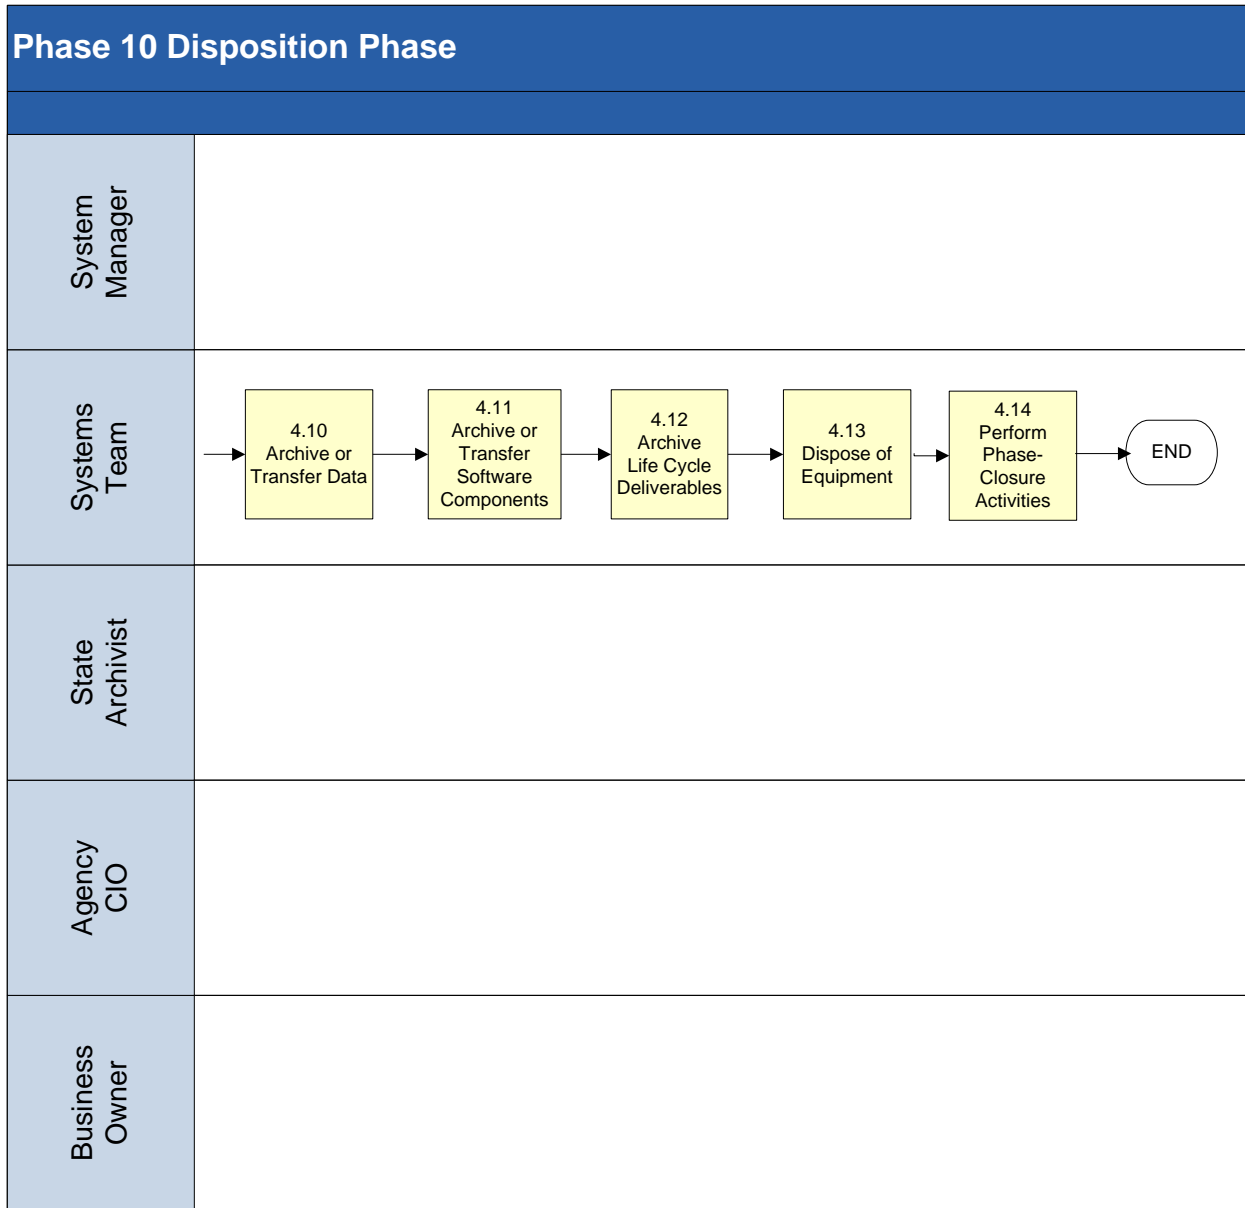 Phase 10 Disposition Phase
System
Manager
Systems
Team
4.10
Archive or
Transfer Data
4.11
Archive or
Transfer
Software
Components
4.12
Archive
Life Cycle
Deliverables
4.13
Dispose of
Equipment
4.14
Perform
Phase-
Closure
Activities
END
State
Archivist
Agency
CIO
Business
Owner